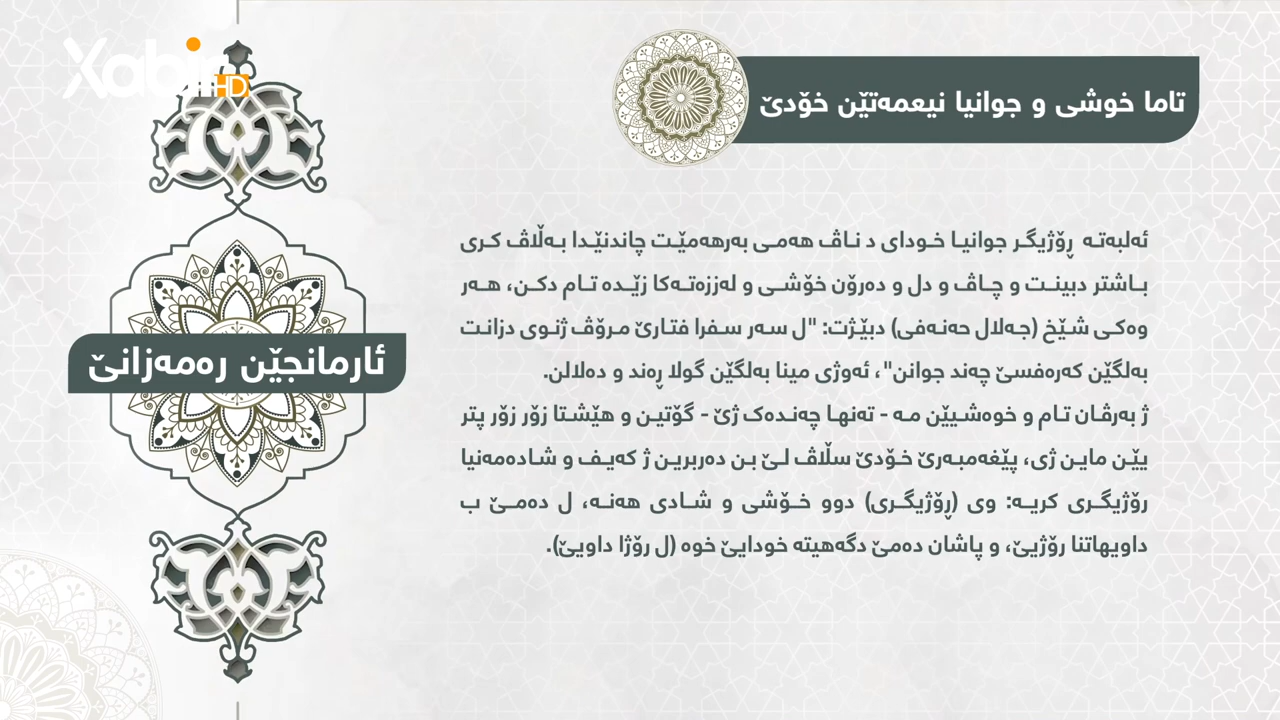 Xabir HD
تاما خوشی و جوانیا نیعمەتێن خۆدێ
ئەلبەتە ڕۆژیگر جوانیا خودای د ناڤ هەمی بەرهەمێت چاندنێدا بەڵاڤ کری
باشتر دبینت و چاڤ و دل و دەرۆن خۆشی و لەززەتەکا زێدە تام دکن، هەر
وەکی شێخ (جەلال حەنەفی) دبێژت: "ل سەر سفرا فتارێ مرۆڤ ژنوی دزانت
بەلگێن کەرەفسێ چەند جوانن"، ئەوژی مینا بەلگێن گولا ڕەند و دەلالن.
ژ بەرڤان تام و خوەشیێن مە - تەنها چەندەک ژێ - گۆتین و هێشتا زۆر زۆر پتر
یێن ماین ژی، پێغەمبەرێ خۆدێ سڵاڤ لێ بن دەربرین ژ کەیف و شادەمەنیا
رۆژیگری کریە: وی (ڕۆژیگری) دوو خۆشی و شادی هەنە، ل دەمێ ب
داویهاتنا رۆژیێ، و پاشان دەمێ دگەهیتە خودایێ خوە (ل رۆژا داویێ).
ئارمانجێن رەمەزانێ